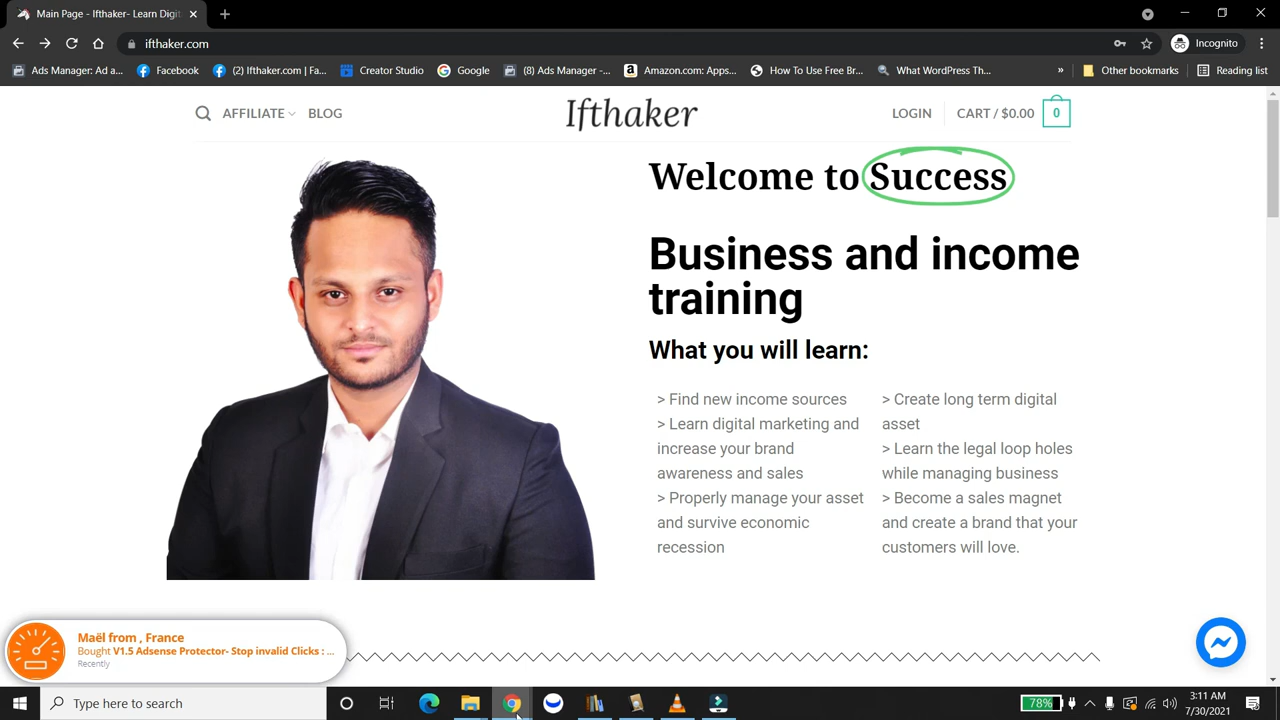 Main Page - Ifthaker- Learn Digit
ifthaker.com
Incognito
Ads Manager: Ad a...
Facebook
(2) Ifthaker.com | Fa...
Creator Studio
Google
(8) Ads Manager -...
Amazon.com: Apps...
How To Use Free Br...
What WordPress Th...
»
Other bookmarks
Reading list
AFFILIATE
BLOG
Ifthaker
LOGIN
CART / $0.00
0
Welcome to Success
Business and income
training
What you will learn:
> Find new income sources
> Learn digital marketing and
increase your brand
awareness and sales
> Properly manage your asset
and survive economic
recession
> Create long term digital
asset
> Learn the legal loop holes
while managing business
> Become a sales magnet
and create a brand that your
customers will love.
Maël from , France
Bought V1.5 Adsense Protector- Stop invalid Clicks : ...
Recently
Type here to search
78%
3:11 AM
7/30/2021